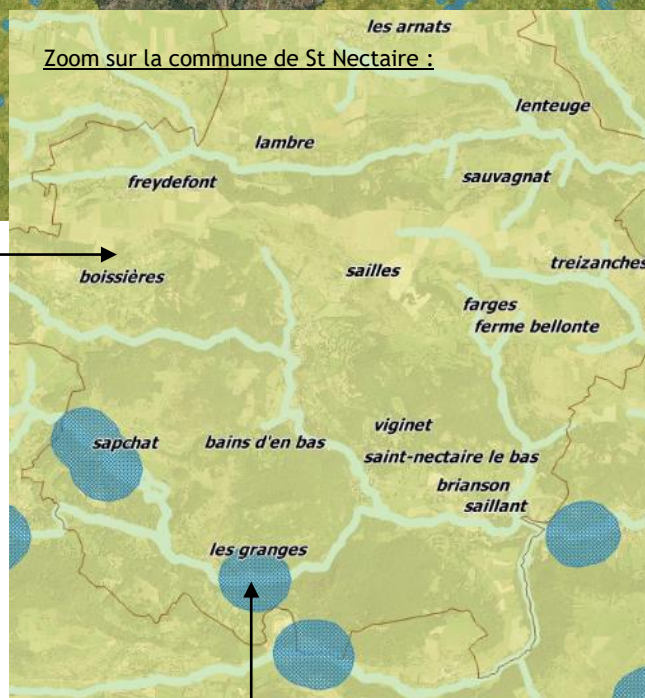 les arnats
Zoom sur la commune de St Nectaire :
lenteuge
lambre
freydefont
sauvagnat
boissières
sailles
treizanches
farges
ferme bellonte
viginet
sapchat
bains d'en bas
saint-nectaire le bas
brianson
saillant
les granges